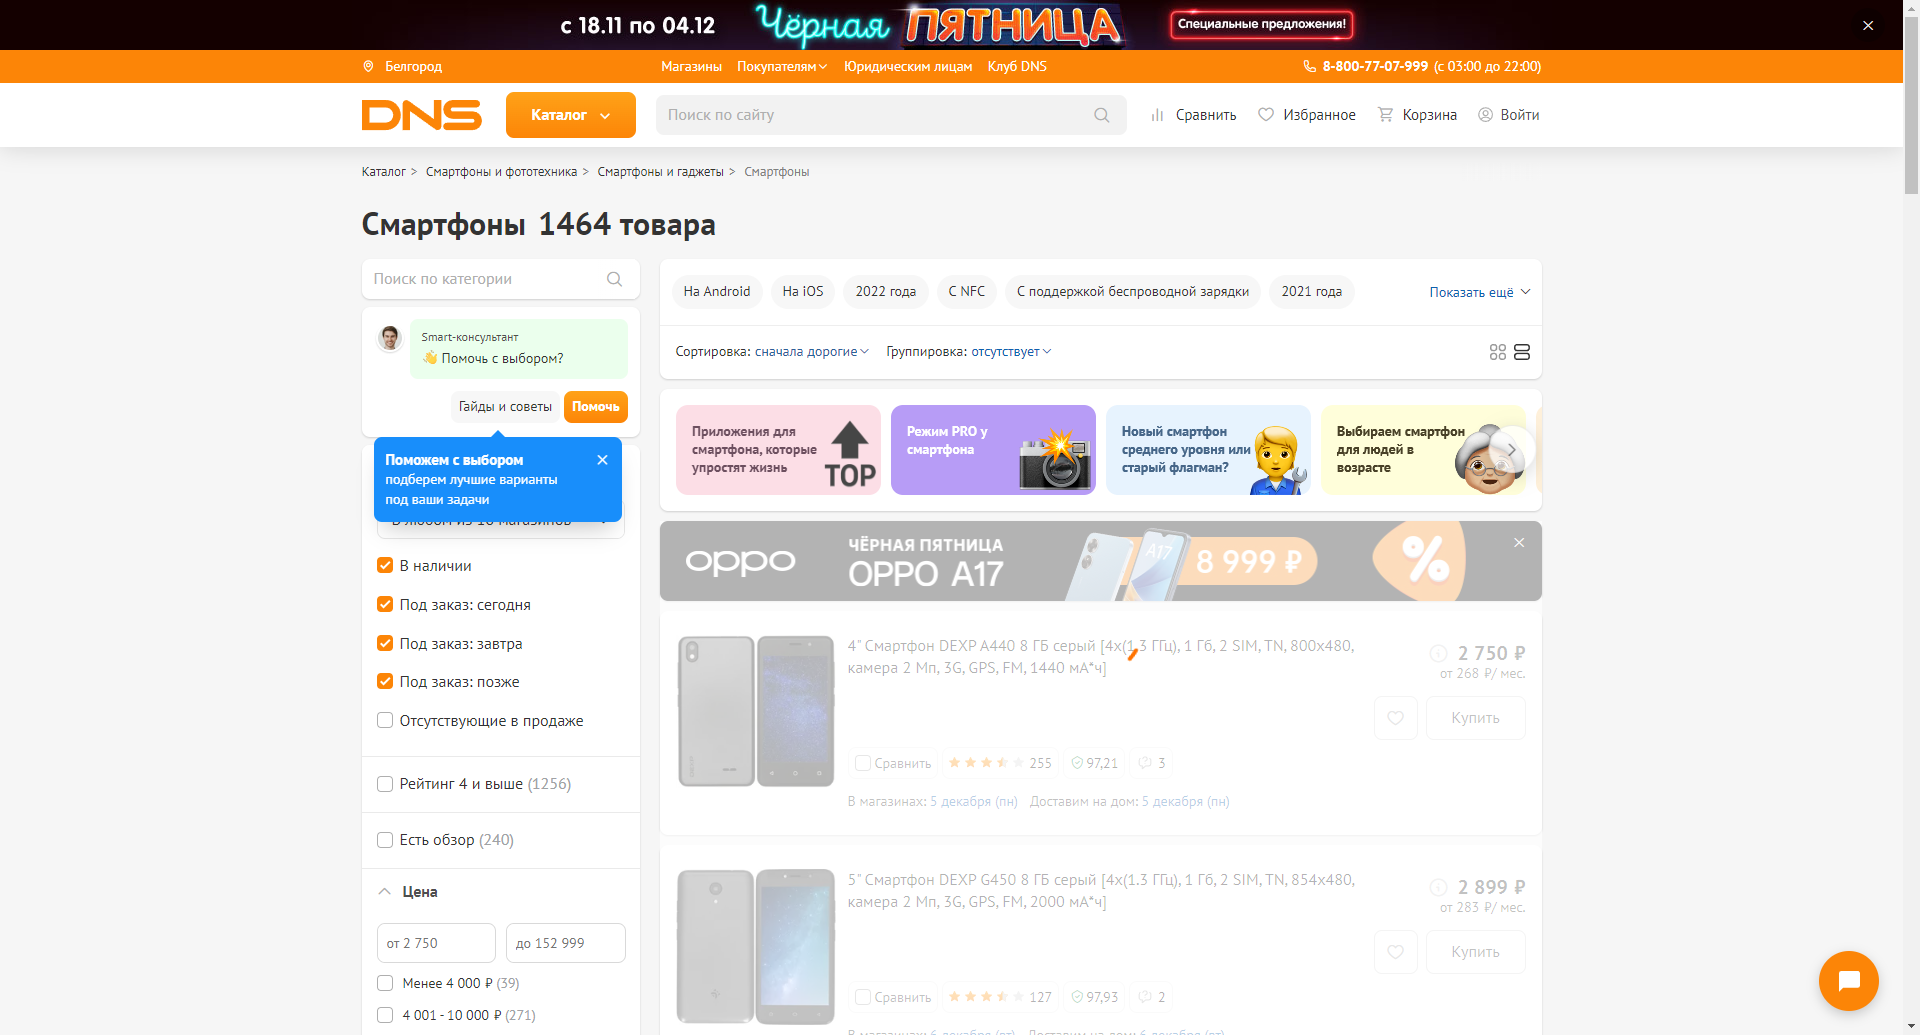 с 18.11 по 04.12
Чёрная ПЯТНИЦА
Специальные предложения!
Белгород
Магазины
Покупателям
Юридическим лицам
Клуб DNS
8-800-77-07-999 (с 03:00 до 22:00)
DNS
Каталог
Поиск по сайту
Сравнить
Избранное
Корзина
Войти
Каталог > Смартфоны и фототехника > Смартфоны и гаджеты > Смартфоны
Смартфоны 1464 товара
Поиск по категории
Smart-консультант
👋 Помочь с выбором?
Гайды и советы
Помочь
Поможем с выбором
подберем лучшие варианты
под ваши задачи
В наличии
Под заказ: сегодня
Под заказ: завтра
Под заказ: позже
Отсутствующие в продаже
Рейтинг 4 и выше (1256)
Есть обзор (240)
Цена
от 2 750
до 152 999
Менее 4 000 ₽ (39)
4 001 - 10 000 ₽ (271)
На Android
На iOS
2022 года
С NFC
С поддержкой беспроводной зарядки
2021 года
Показать ещё
Сортировка: сначала дорогие
Группировка: отсутствует
Приложения для
смартфона, которые
упростят жизнь
TOP
Режим PRO у
смартфона
Новый смартфон
среднего уровня или
старый флагман?
Выбираем смартфон
для людей в
возрасте
oppo
ЧЁРНАЯ ПЯТНИЦА
OPPO A17
A17
8 999 ₽
%
4" Смартфон DEXP A440 8 ГБ серый [4x(1.3 ГГц), 1 Гб, 2 SIM, TN, 800x480,
камера 2 Мп, 3G, GPS, FM, 1440 мА*ч]
2 750 ₽
от 268 ₽/ мес.
Купить
Сравнить
255
97,21
3
В магазинах: 5 декабря (пн)
Доставим на дом: 5 декабря (пн)
5" Смартфон DEXP G450 8 ГБ серый [4x(1.3 ГГц), 1 Гб, 2 SIM, TN, 854x480,
камера 2 Мп, 3G, GPS, FM, 2000 мА*ч]
2 899 ₽
от 283 ₽/ мес.
Купить
Сравнить
127
97,93
2